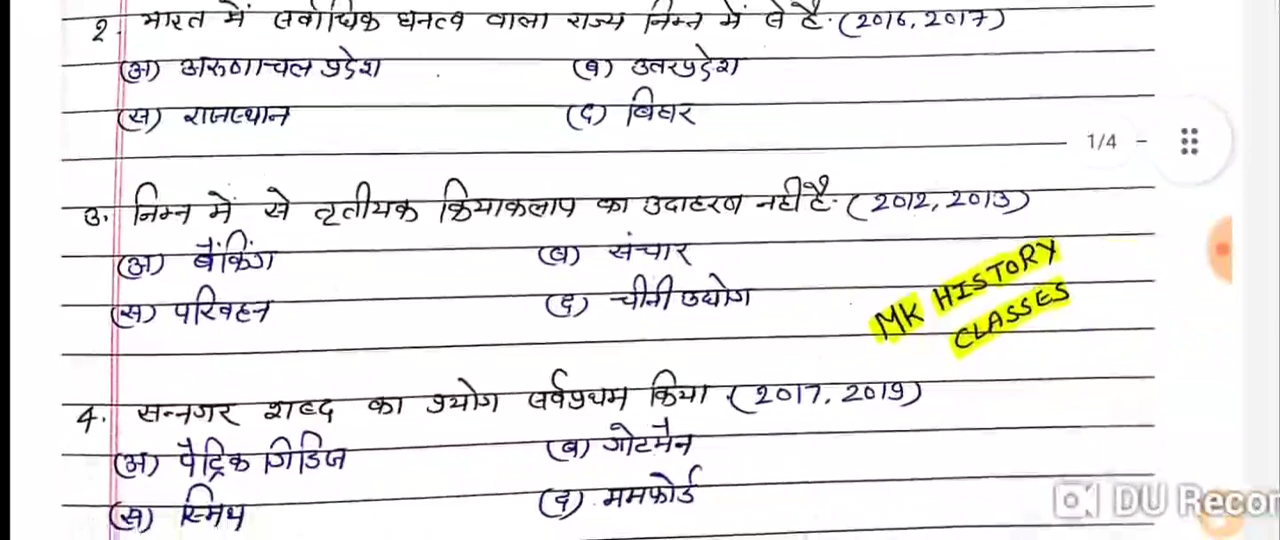 2. भारत में सर्वाधिक घनत्व वाला राज्य निम्न में से है. (2016, 2017)
(अ) अरुणाचल प्रदेश (ब) उत्तरप्रदेश
(स) राजस्थान (द) बिहार
1/4
3. निम्न में से तृतीयक क्रियाकलाप का उदाहरण नही है. (2012, 2013)
(अ) बैंकिंग (ब) संचार
(स) परिवहन (द) चीनी उद्योग
MK HISTORY
CLASSES
4. सन्नगर शब्द का प्रयोग सर्वप्रथम किया (2017, 2019)
(अ) पैट्रिक गिडिज (ब) गोटमैन
(स) स्मिथ (द) ममफोर्ड
DU Recor